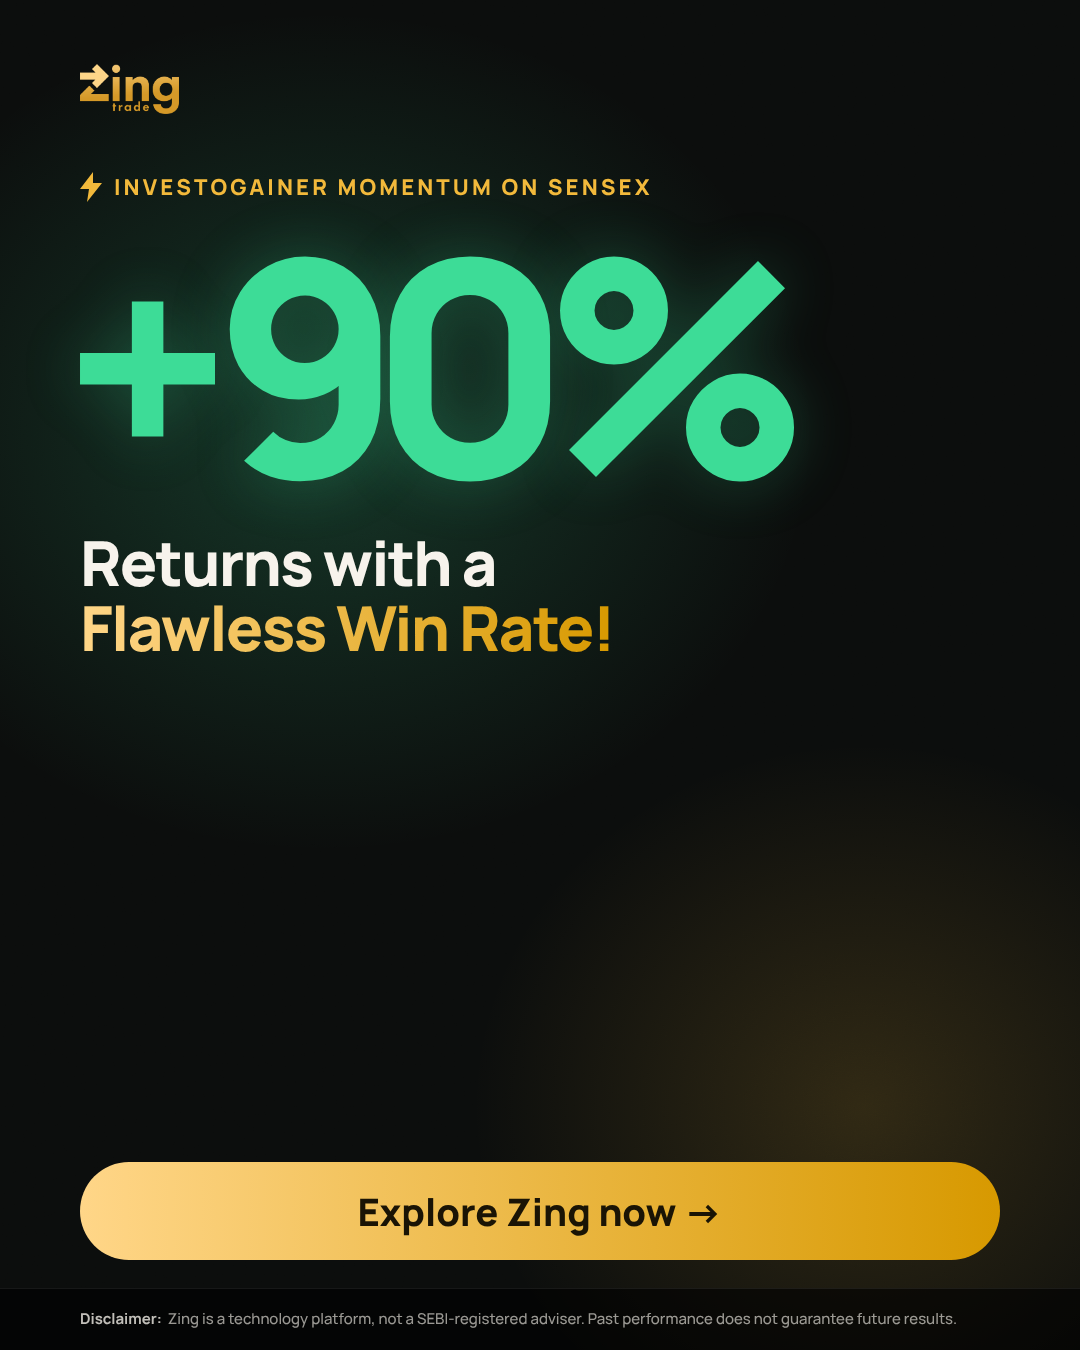 Zing
trade
INVESTOGAINER MOMENTUM ON SENSEX
+90%
Returns with a
Flawless Win Rate!
Explore Zing now →
Disclaimer: Zing is a technology platform, not a SEBI-registered adviser. Past performance does not guarantee future results.